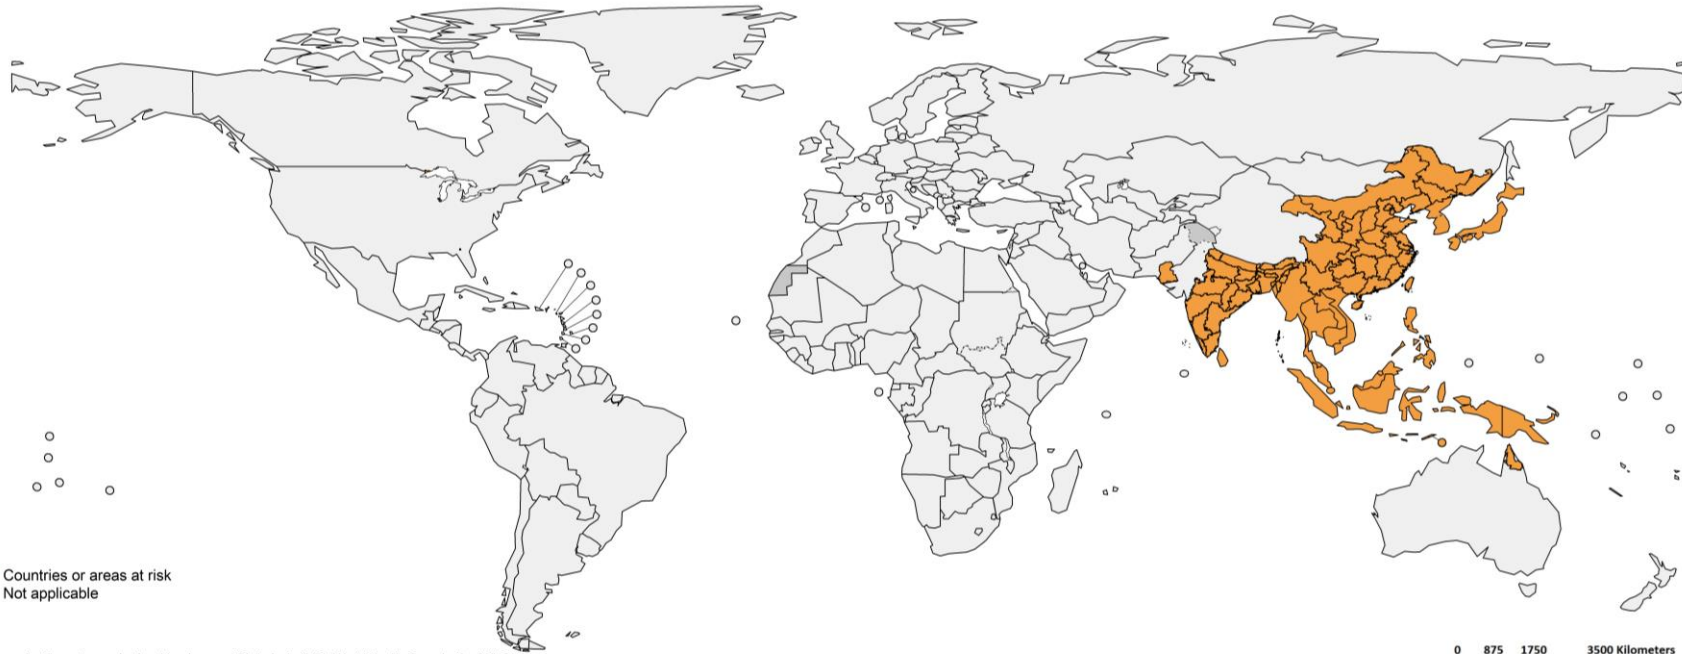 Countries or areas at risk
Not applicable
0 875 1750 3500 Kilometers